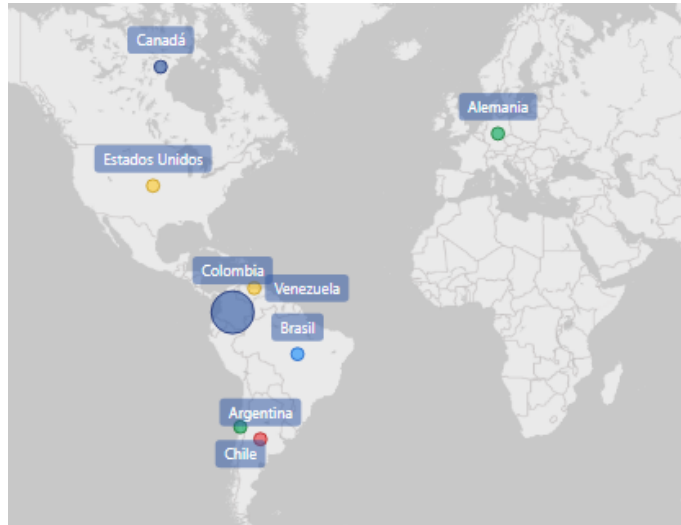 Canadá
Alemania
Estados Unidos
Colombia
Venezuela
Brasil
Argentina
Chile